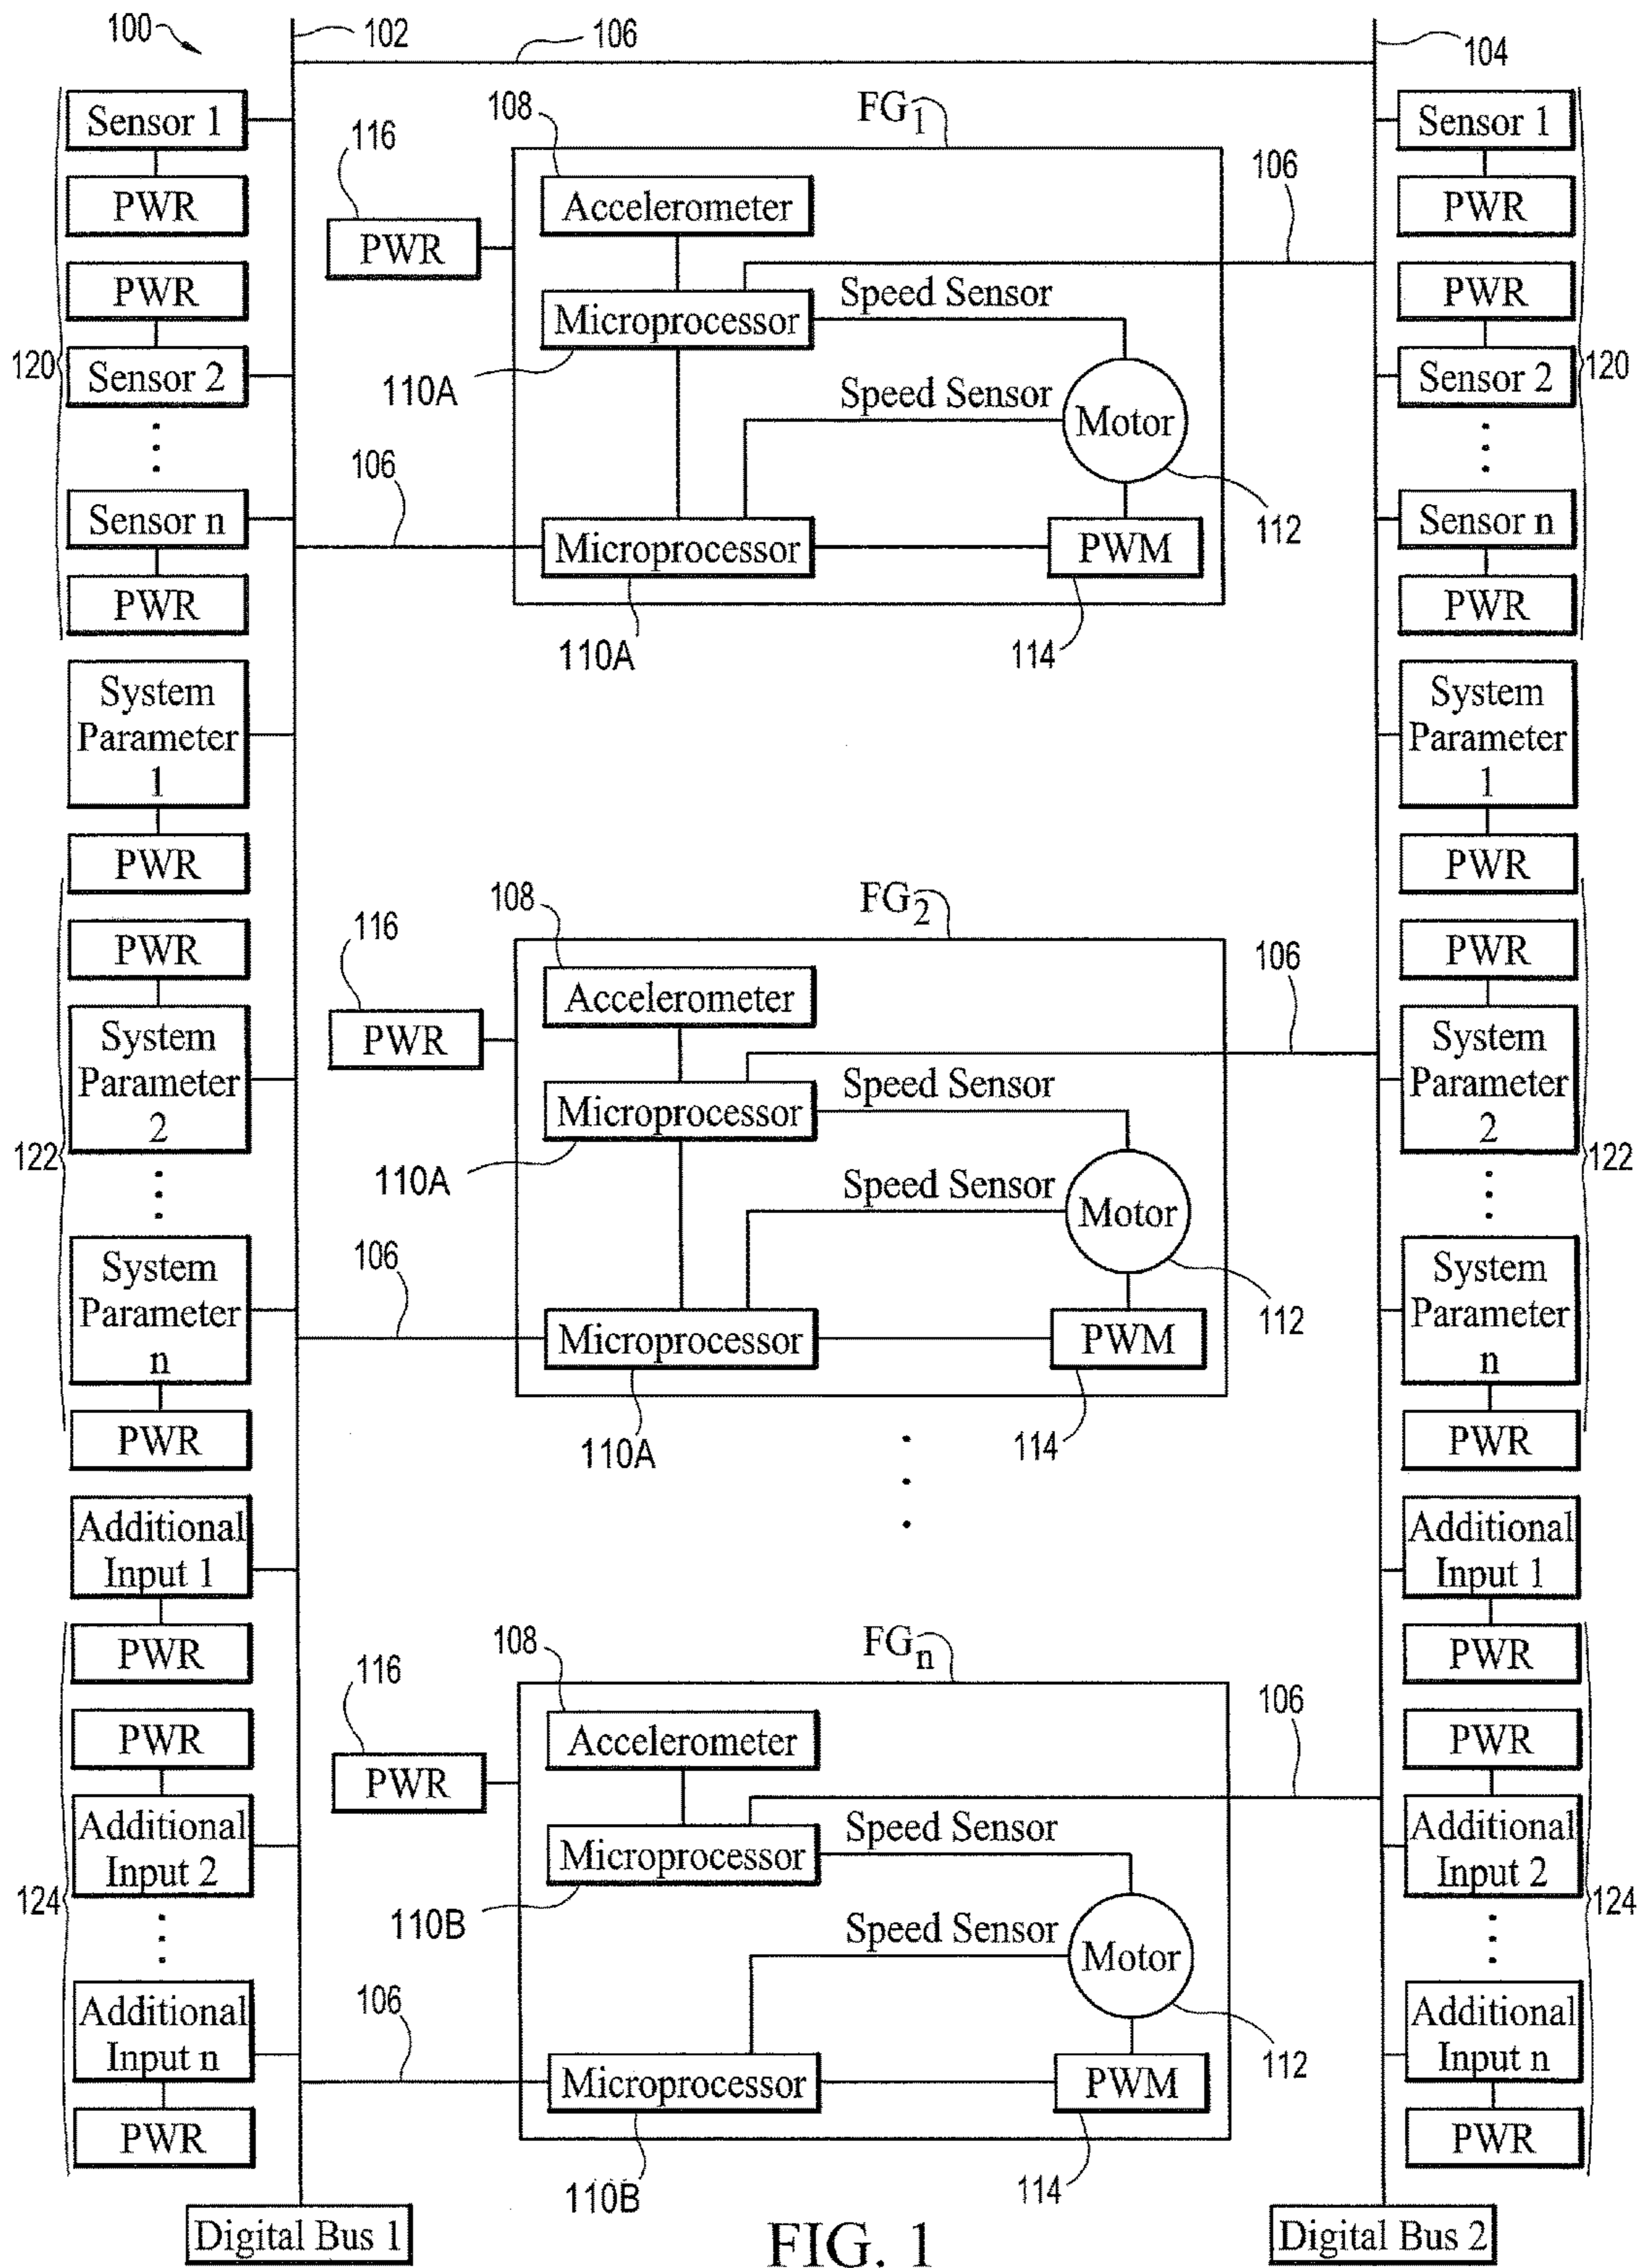 100
102
106
104
Sensor 1
PWR
PWR
120
Sensor 2
Sensor n
PWR
System
Parameter
1
PWR
PWR
System
Parameter
2
122
System
Parameter
n
PWR
Additional
Input 1
PWR
PWR
Additional
Input 2
124
Additional
Input n
PWR
Digital Bus 1
FG1
108
116
Accelerometer
PWR
106
Speed Sensor
Microprocessor
110A
Speed Sensor
Motor
106
112
Microprocessor
PWM
110A
114
FG2
108
116
Accelerometer
PWR
106
Speed Sensor
Microprocessor
110A
Speed Sensor
Motor
106
112
Microprocessor
PWM
110A
114
FGn
108
116
Accelerometer
PWR
106
Speed Sensor
Microprocessor
110B
Speed Sensor
Motor
106
112
Microprocessor
PWM
110B
114
Sensor 1
PWR
PWR
Sensor 2
120
Sensor n
PWR
System
Parameter
1
PWR
PWR
System
Parameter
2
122
System
Parameter
n
PWR
Additional
Input 1
PWR
PWR
Additional
Input 2
124
Additional
Input n
PWR
Digital Bus 2
FIG. 1